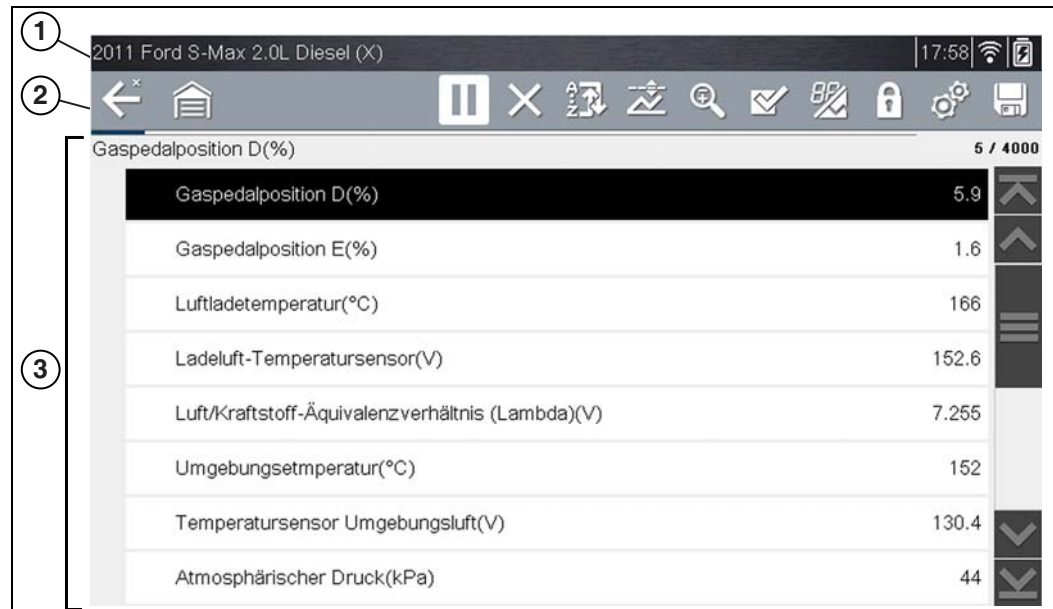 1
2011 Ford S-Max 2.0L Diesel (X) 17:58
2
Gaspedalposition D(%) 5 / 4000
Gaspedalposition D(%) 5.9
Gaspedalposition E(%) 1.6
Luftladetemperatur(°C) 166
3
Ladeluft-Temperatursensor(V) 152.6
Luft/Kraftstoff-Äquivalenzverhältnis (Lambda)(V) 7.255
Umgebungsetmperatur(°C) 152
Temperatursensor Umgebungsluft(V) 130.4
Atmosphärischer Druck(kPa) 44